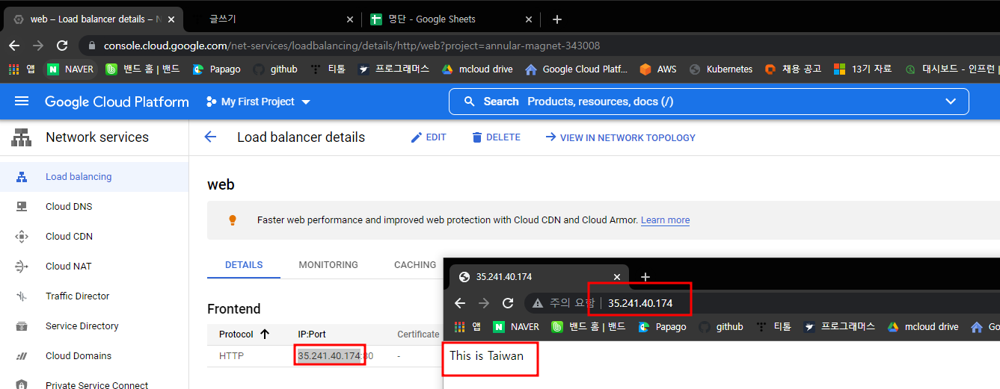 web – Load balancer details – N
글쓰기
명단 - Google Sheets
console.cloud.google.com/net-services/loadbalancing/details/http/web?project=annular-magnet-343008
앱 NAVER 밴드 홈 | 밴드 Papago github 티톨 프로그래머스 mcloud drive Google Cloud Platf... AWS Kubernetes 채용 공고 13기 자료 대시보드 - 인프런 |
Google Cloud Platform My First Project Search Products, resources, docs (/)
Network services
Load balancer details EDIT DELETE VIEW IN NETWORK TOPOLOGY
Load balancing
Cloud DNS
Cloud CDN
Cloud NAT
Traffic Director
Service Directory
Cloud Domains
Private Service Connect
web
Faster web performance and improved web protection with Cloud CDN and Cloud Armor. Learn more
DETAILS MONITORING CACHING
Frontend
Protocol IP:Port Certificate
HTTP 35.241.40.174:80 -
35.241.40.174
주의 요함 35.241.40.174
앱 NAVER 밴드 홈 | 밴드 Papago github 티톨 프로그래머스 mcloud drive Go
This is Taiwan